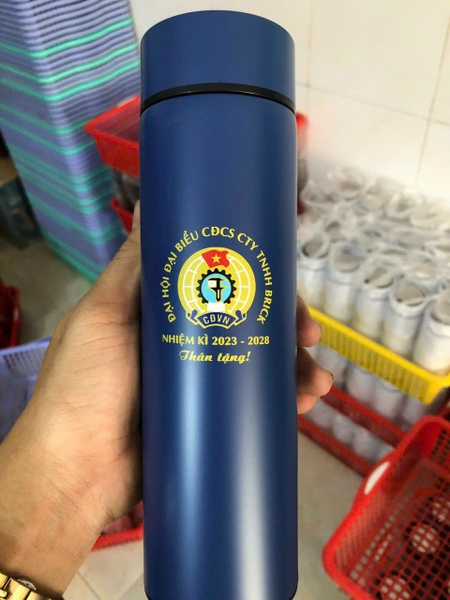 ĐẠI HỘI ĐẠI BIỂU CĐCS CTY TNHH BRICK
CĐVN
NHIỆM KÌ 2023 - 2028
Thân tặng!